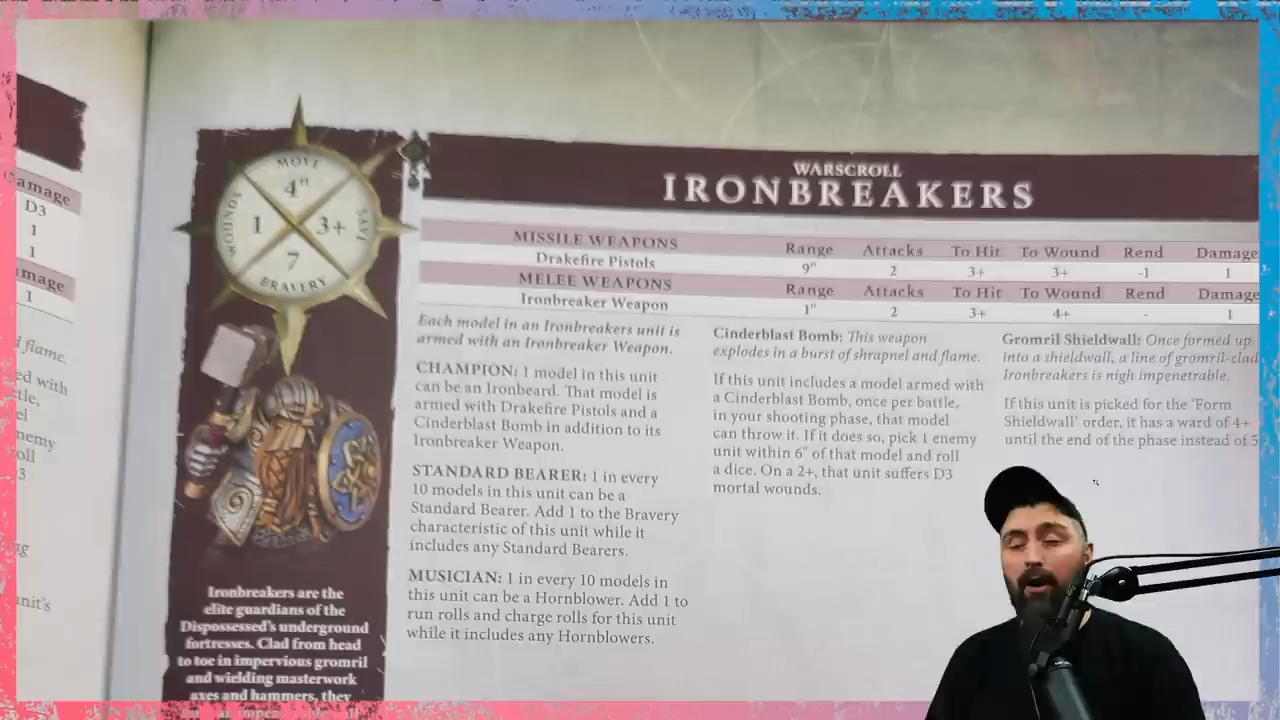 amage
D3
1
1
mage
1
flame.
ed with
tle,
el
nemy
oll
3
ng
unit's
MOVE
4"
WOUNDS
1
3+
SAVE
7
BRAVERY
Ironbreakers are the
elite guardians of the
Dispossessed's underground
fortresses. Clad from head
to toe in impervious gromril
and wielding masterwork
axes and hammers, they
WARSCROLL
IRONBREAKERS
MISSILE WEAPONS Range Attacks To Hit To Wound Rend Damage
Drakefire Pistols 9" 2 3+ 3+ -1 1
MELEE WEAPONS Range Attacks To Hit To Wound Rend Damage
Ironbreaker Weapon 1" 2 3+ 4+ - 1
Each model in an Ironbreakers unit is
armed with an Ironbreaker Weapon.
CHAMPION: 1 model in this unit
can be an Ironbeard. That model is
armed with Drakefire Pistols and a
Cinderblast Bomb in addition to its
Ironbreaker Weapon.
STANDARD BEARER: 1 in every
10 models in this unit can be a
Standard Bearer. Add 1 to the Bravery
characteristic of this unit while it
includes any Standard Bearers.
MUSICIAN: 1 in every 10 models in
this unit can be a Hornblower. Add 1 to
run rolls and charge rolls for this unit
while it includes any Hornblowers.
Cinderblast Bomb: This weapon
explodes in a burst of shrapnel and flame.
If this unit includes a model armed with
a Cinderblast Bomb, once per battle,
in your shooting phase, that model
can throw it. If it does so, pick 1 enemy
unit within 6" of that model and roll
a dice. On a 2+, that unit suffers D3
mortal wounds.
Gromril Shieldwall: Once formed up
into a shieldwall, a line of gromril-clad
Ironbreakers is nigh impenetrable.
If this unit is picked for the 'Form
Shieldwall' order, it has a ward of 4+
until the end of the phase instead of 5